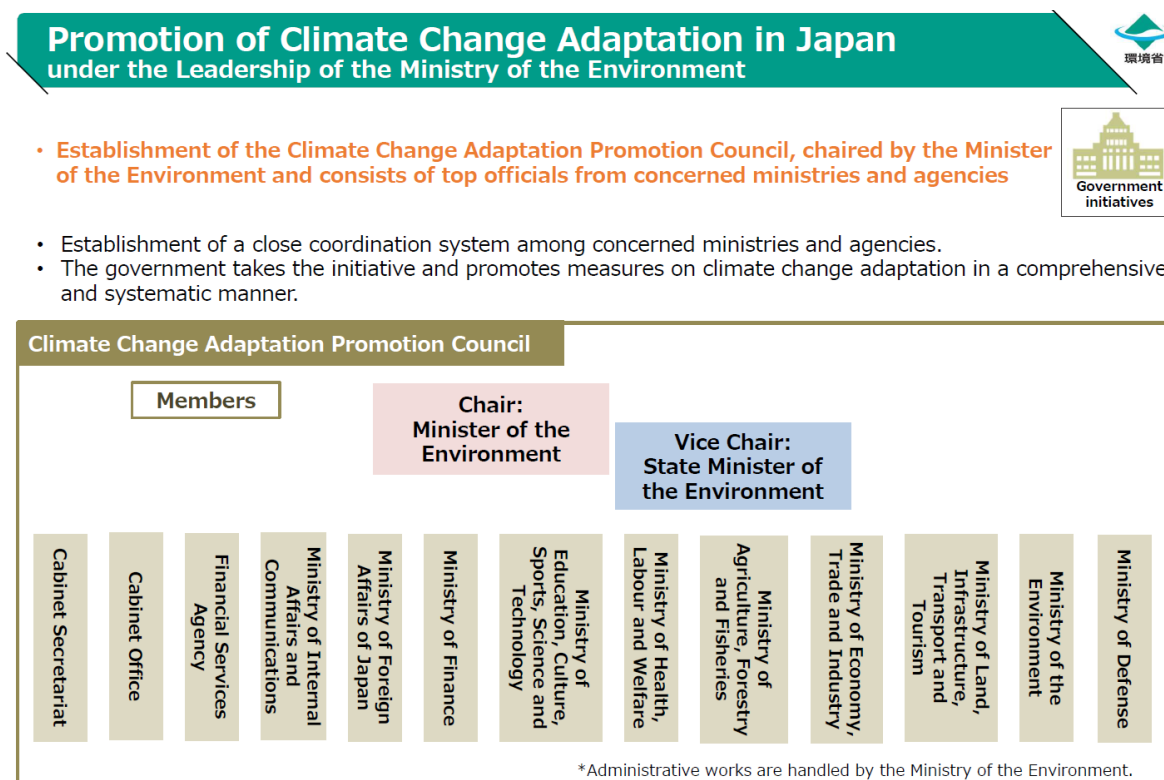 Promotion of Climate Change Adaptation in Japan
under the Leadership of the Ministry of the Environment
環境省
• Establishment of the Climate Change Adaptation Promotion Council, chaired by the Minister
of the Environment and consists of top officials from concerned ministries and agencies
Government
initiatives
• Establishment of a close coordination system among concerned ministries and agencies.
• The government takes the initiative and promotes measures on climate change adaptation in a comprehensive
and systematic manner.
Climate Change Adaptation Promotion Council
Members
Chair:
Minister of the
Environment
Vice Chair:
State Minister of
the Environment
Cabinet Secretariat
Cabinet Office
Financial Services
Agency
Ministry of Internal
Affairs and
Communications
Ministry of Foreign
Affairs of Japan
Ministry of Finance
Ministry of
Education, Culture,
Sports, Science and
Technology
Ministry of Health,
Labour and Welfare
Ministry of
Agriculture, Forestry
and Fisheries
Ministry of Economy,
Trade and Industry
Ministry of Land,
Infrastructure,
Transport and
Tourism
Ministry of the
Environment
Ministry of Defense
*Administrative works are handled by the Ministry of the Environment.